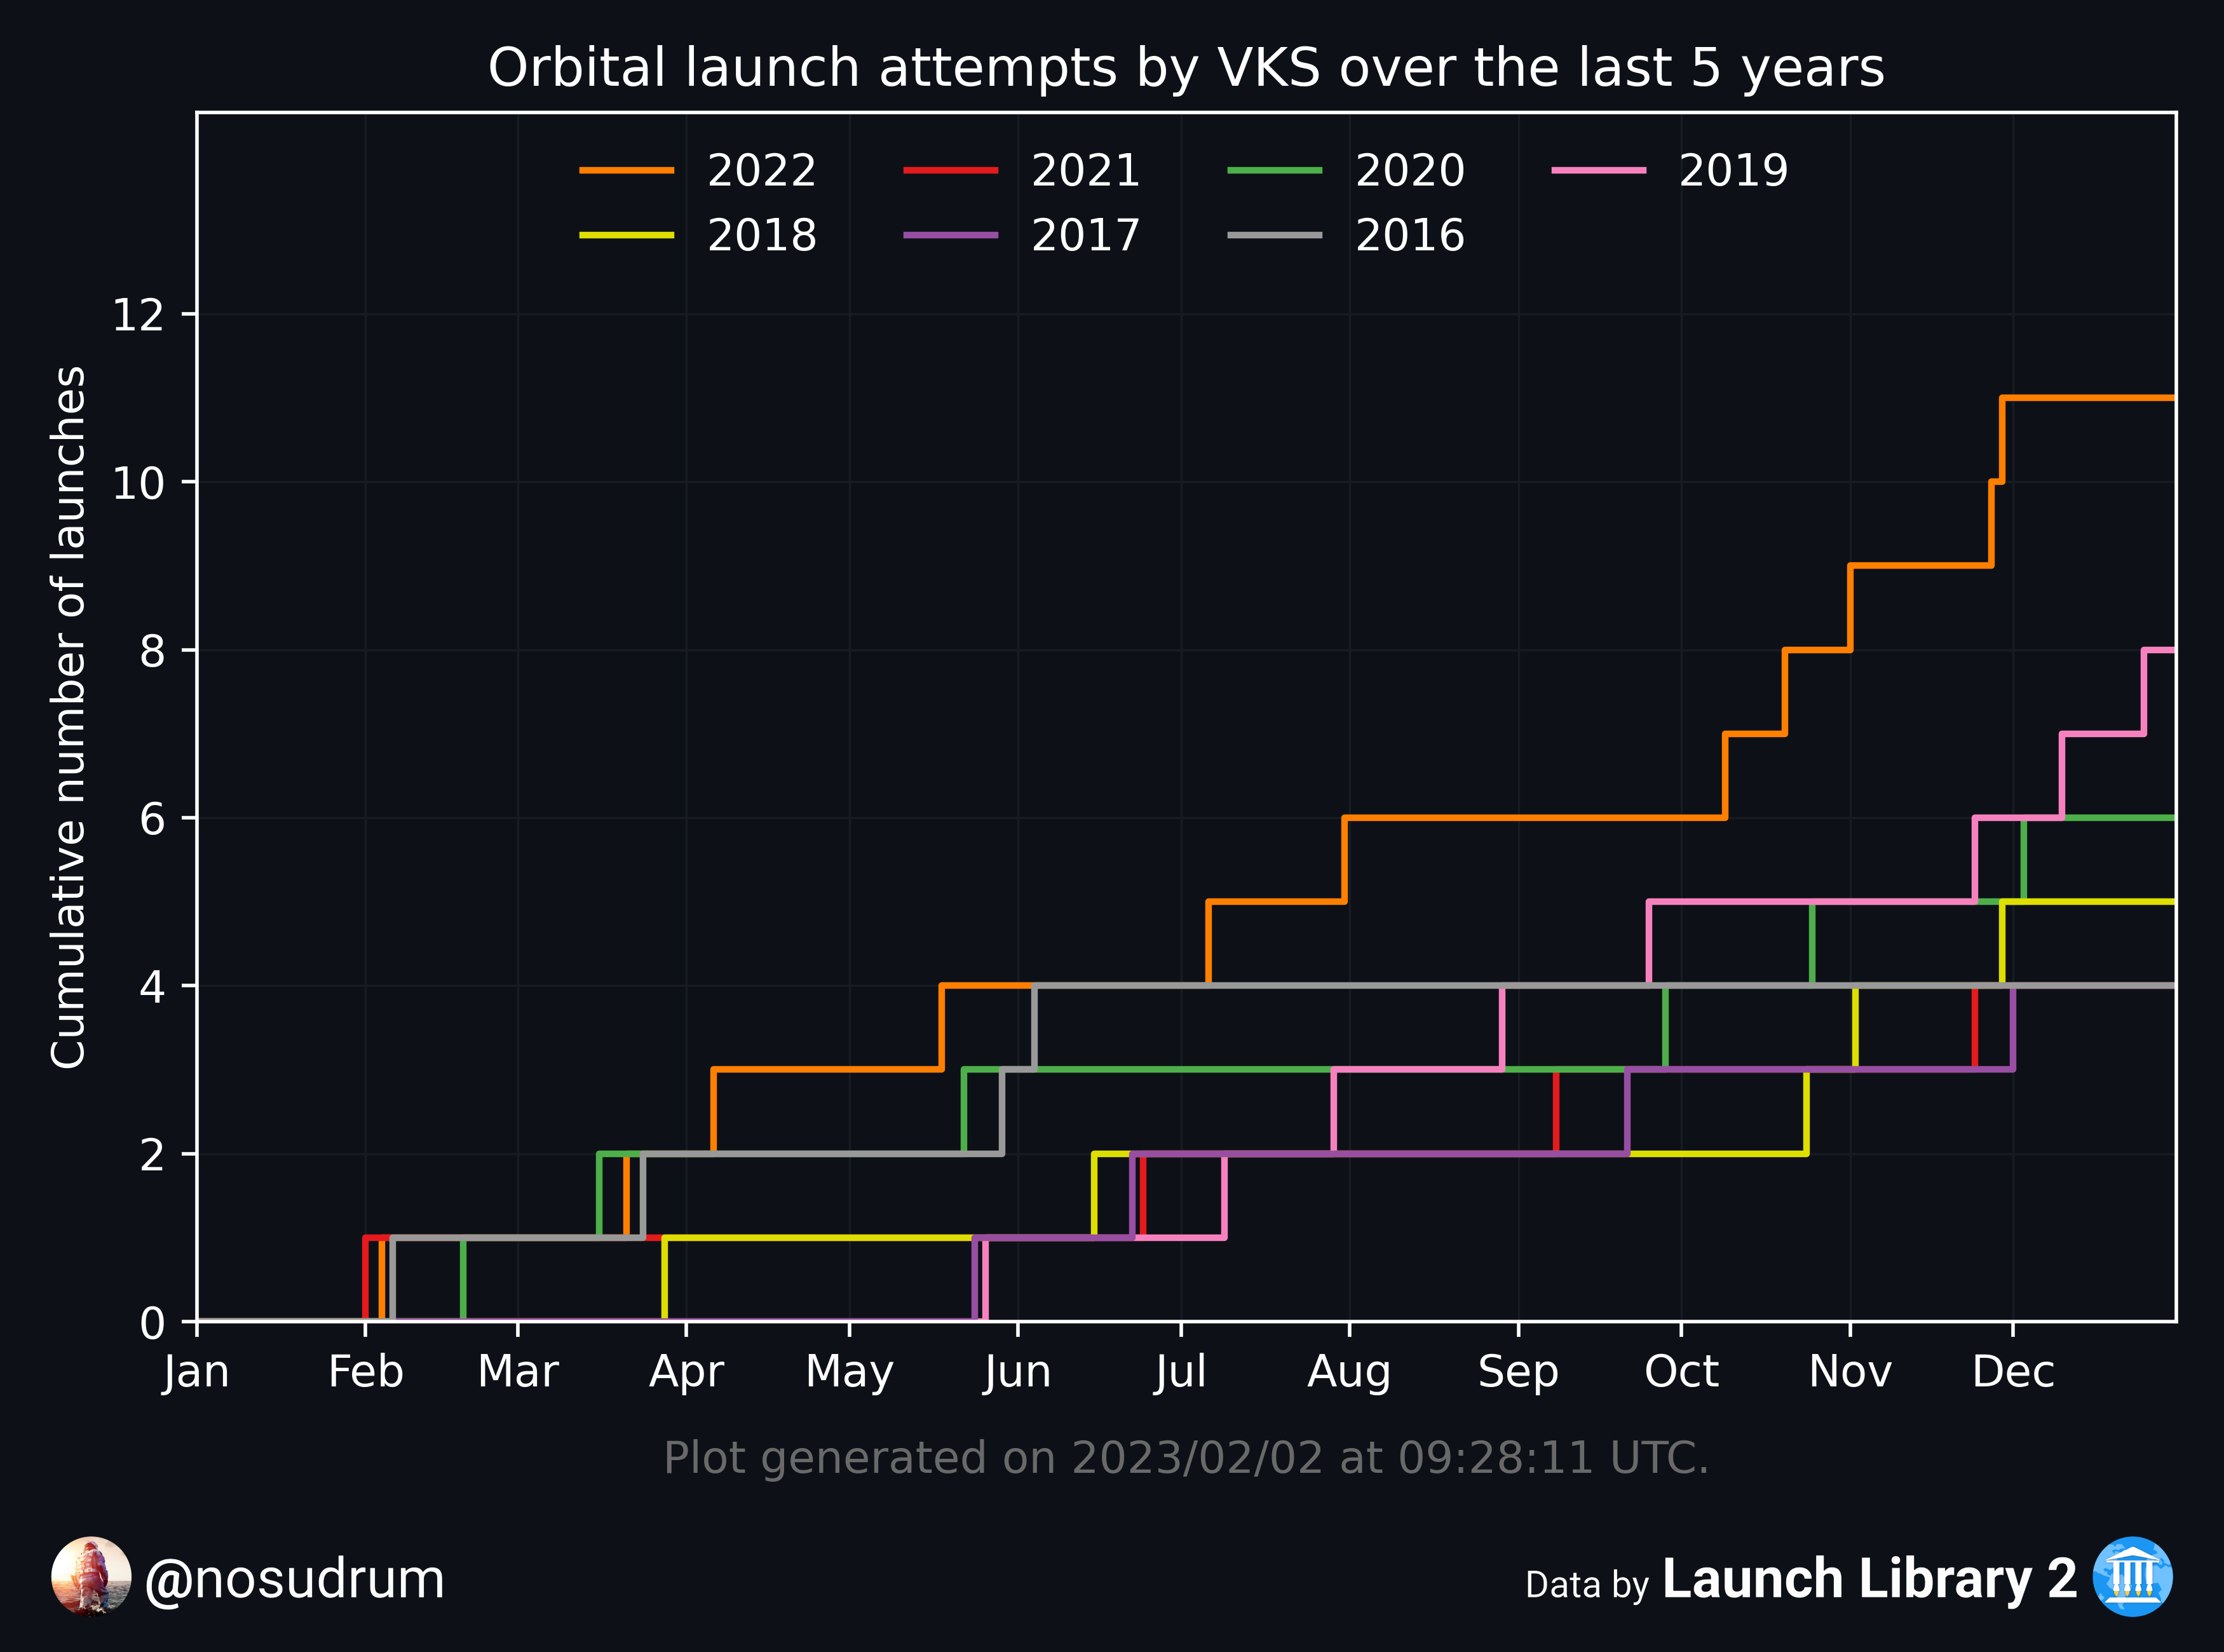 Orbital launch attempts by VKS over the last 5 years
2022 2021 2020 2019
2018 2017 2016
Cumulative number of launches
12
10
8
6
4
2
0
Jan Feb Mar Apr May Jun Jul Aug Sep Oct Nov Dec
Plot generated on 2023/02/02 at 09:28:11 UTC.
@nosudrum
Data by Launch Library 2